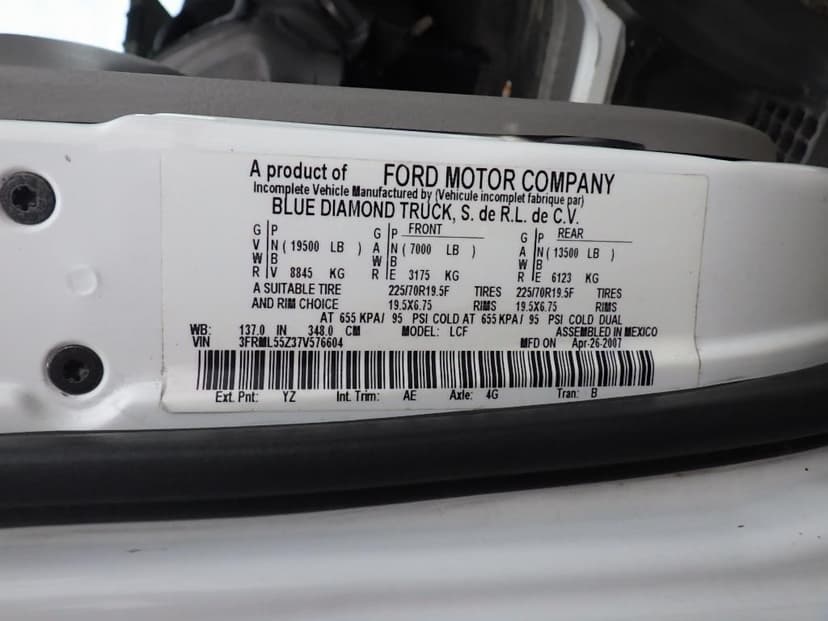 A product of FORD MOTOR COMPANY
Incomplete Vehicle Manufactured by (Vehicule incomplet fabrique par)
BLUE DIAMOND TRUCK, S. de R.L. de C.V.
FRONT REAR
G P G P G P
V N ( 19500 LB ) A N ( 7000 LB ) A N ( 13500 LB )
W B W B W B
R V 8845 KG R E 3175 KG R E 6123 KG
A SUITABLE TIRE 225/70R19.5F TIRES 225/70R19.5F TIRES
AND RIM CHOICE 19.5X6.75 RIMS 19.5X6.75 RIMS
AT 655 KPA/ 95 PSI COLD AT 655 KPA/ 95 PSI COLD DUAL
WB: 137.0 IN 348.0 CM MODEL: LCF ASSEMBLED IN MEXICO
VIN 3FRML55Z37V576604 MFD ON Apr-26-2007
Ext. Pnt: YZ Int. Trim: AE Axle: 4G Tran: B